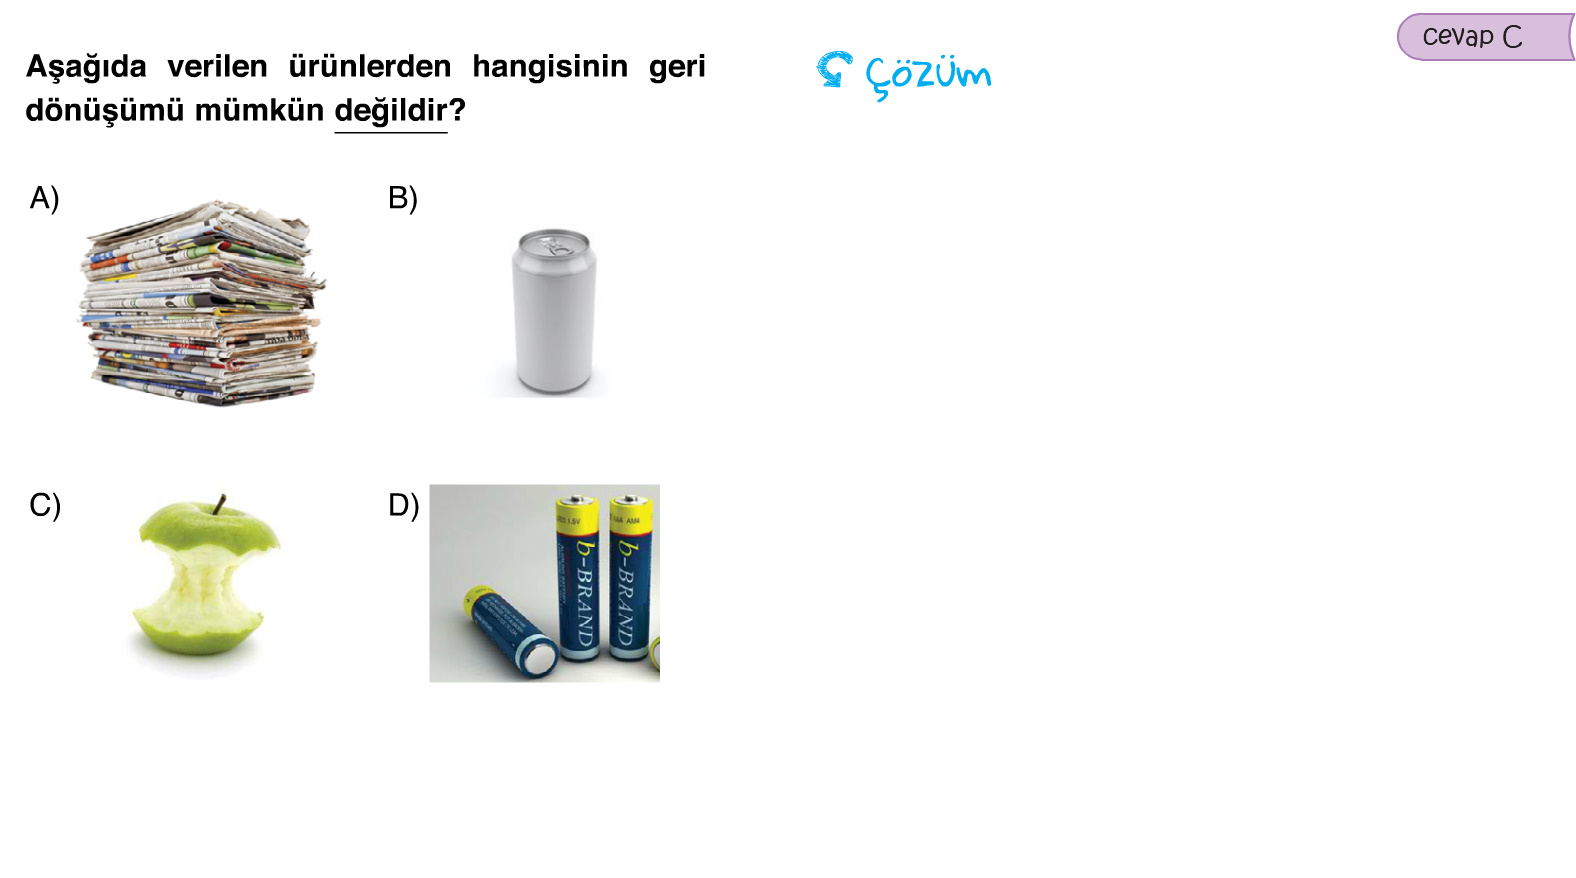 Aşağıda verilen ürünlerden hangisinin geri
dönüşümü mümkün değildir?
A)
B)
C)
D)
b-BRAND
b-BRAND
Çözüm
cevap C